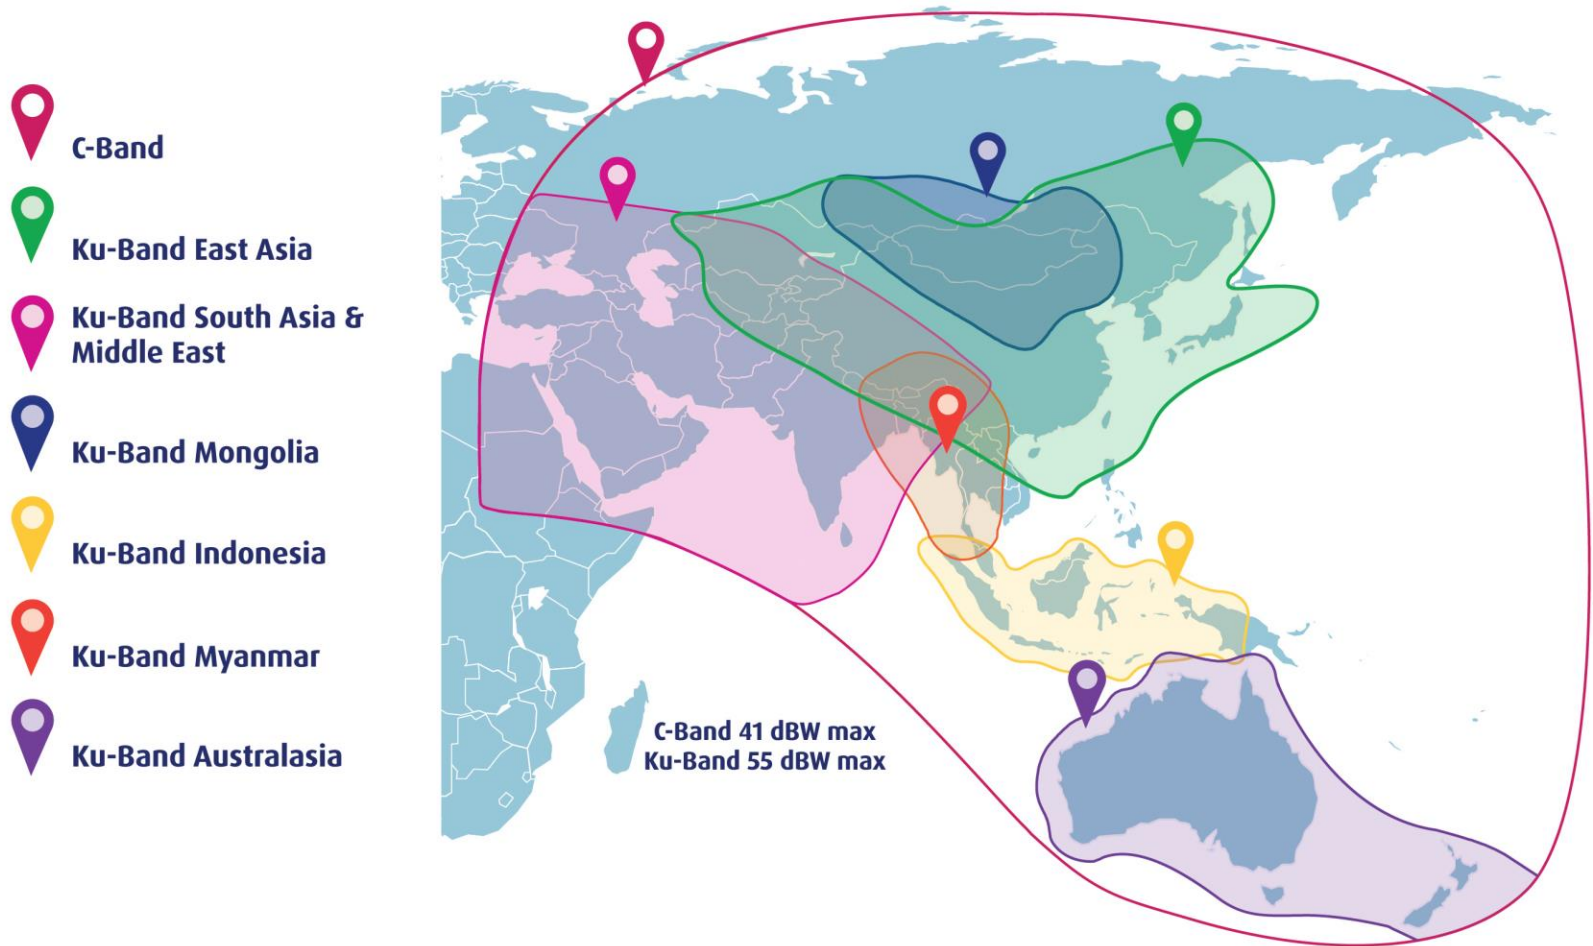 C-Band
Ku-Band East Asia
Ku-Band South Asia &
Middle East
Ku-Band Mongolia
Ku-Band Indonesia
Ku-Band Myanmar
Ku-Band Australasia
C-Band 41 dBW max
Ku-Band 55 dBW max